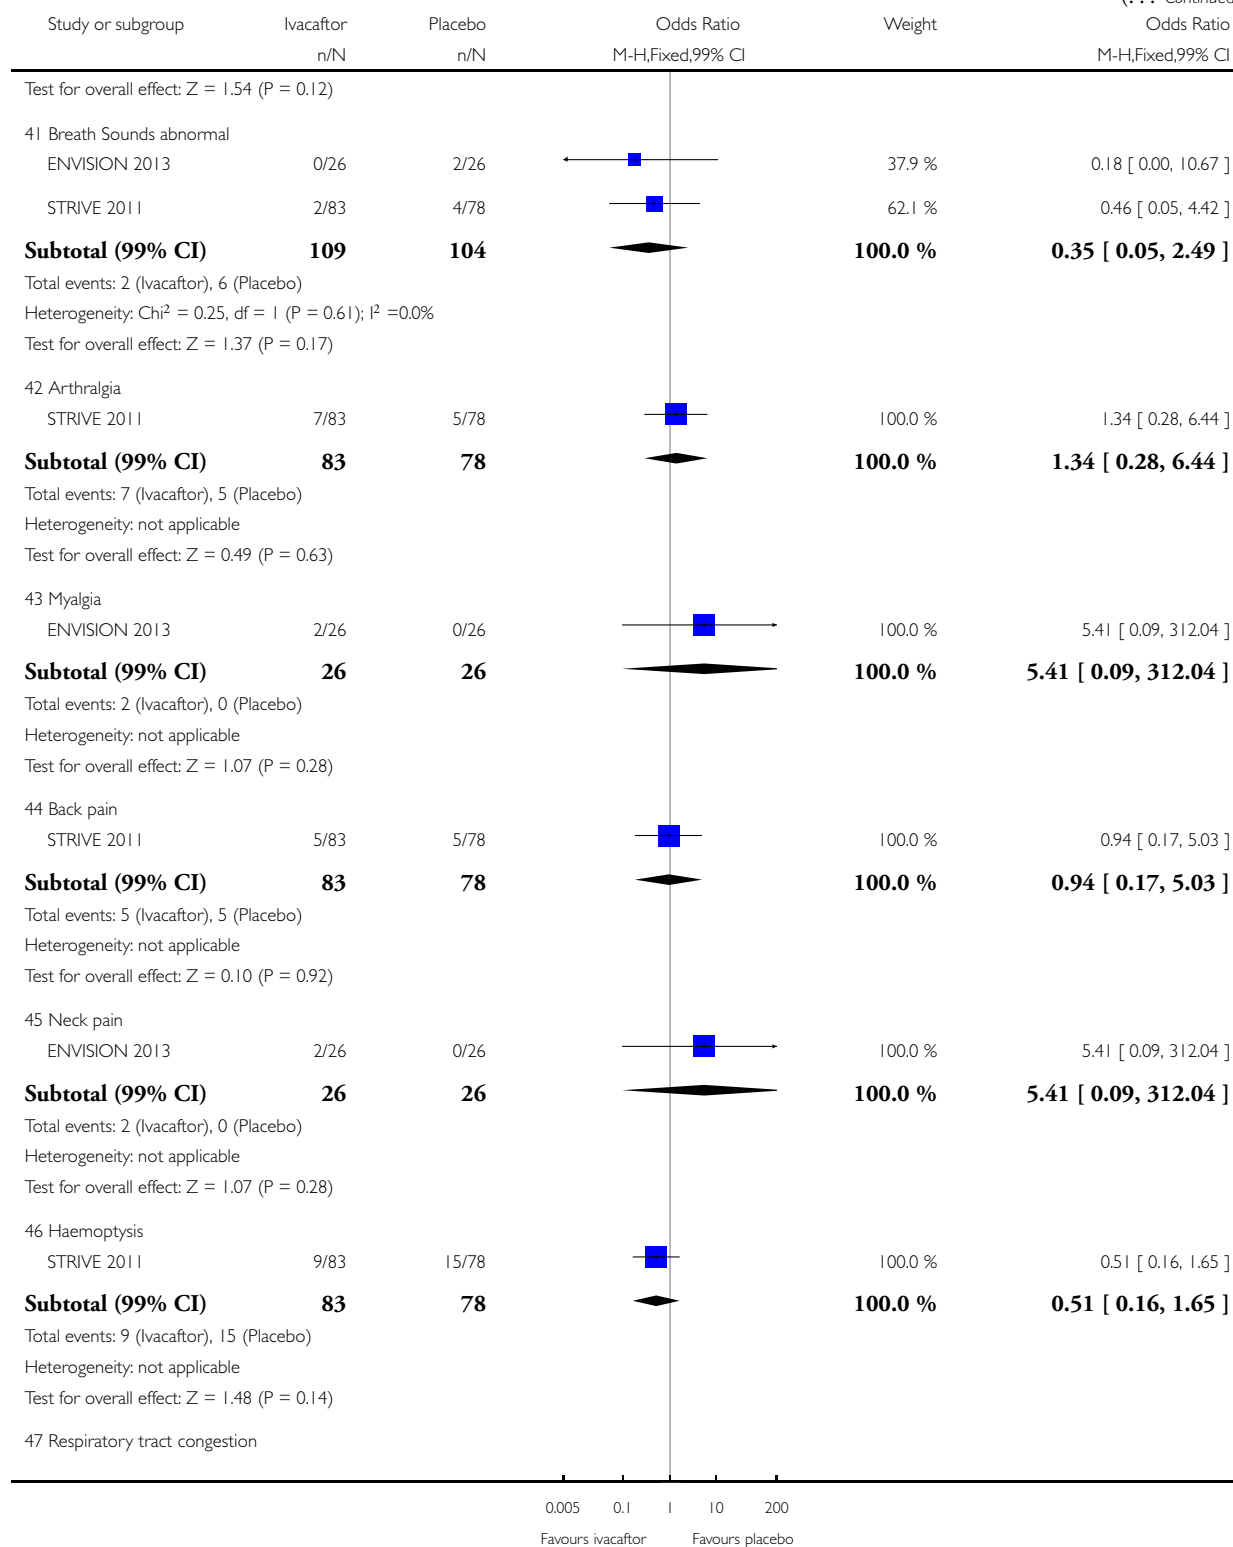 (. . . Continued
Study or subgroup Ivacaftor Placebo Odds Ratio Weight Odds Ratio
n/N n/N M-H,Fixed,99% CI M-H,Fixed,99% CI
Test for overall effect: Z = 1.54 (P = 0.12)
41 Breath Sounds abnormal
ENVISION 2013 0/26 2/26 37.9 % 0.18 [ 0.00, 10.67 ]
STRIVE 2011 2/83 4/78 62.1 % 0.46 [ 0.05, 4.42 ]
Subtotal (99% CI) 109 104 100.0 % 0.35 [ 0.05, 2.49 ]
Total events: 2 (Ivacaftor), 6 (Placebo)
Heterogeneity: Chi² = 0.25, df = 1 (P = 0.61); I² =0.0%
Test for overall effect: Z = 1.37 (P = 0.17)
42 Arthralgia
STRIVE 2011 7/83 5/78 100.0 % 1.34 [ 0.28, 6.44 ]
Subtotal (99% CI) 83 78 100.0 % 1.34 [ 0.28, 6.44 ]
Total events: 7 (Ivacaftor), 5 (Placebo)
Heterogeneity: not applicable
Test for overall effect: Z = 0.49 (P = 0.63)
43 Myalgia
ENVISION 2013 2/26 0/26 100.0 % 5.41 [ 0.09, 312.04 ]
Subtotal (99% CI) 26 26 100.0 % 5.41 [ 0.09, 312.04 ]
Total events: 2 (Ivacaftor), 0 (Placebo)
Heterogeneity: not applicable
Test for overall effect: Z = 1.07 (P = 0.28)
44 Back pain
STRIVE 2011 5/83 5/78 100.0 % 0.94 [ 0.17, 5.03 ]
Subtotal (99% CI) 83 78 100.0 % 0.94 [ 0.17, 5.03 ]
Total events: 5 (Ivacaftor), 5 (Placebo)
Heterogeneity: not applicable
Test for overall effect: Z = 0.10 (P = 0.92)
45 Neck pain
ENVISION 2013 2/26 0/26 100.0 % 5.41 [ 0.09, 312.04 ]
Subtotal (99% CI) 26 26 100.0 % 5.41 [ 0.09, 312.04 ]
Total events: 2 (Ivacaftor), 0 (Placebo)
Heterogeneity: not applicable
Test for overall effect: Z = 1.07 (P = 0.28)
46 Haemoptysis
STRIVE 2011 9/83 15/78 100.0 % 0.51 [ 0.16, 1.65 ]
Subtotal (99% CI) 83 78 100.0 % 0.51 [ 0.16, 1.65 ]
Total events: 9 (Ivacaftor), 15 (Placebo)
Heterogeneity: not applicable
Test for overall effect: Z = 1.48 (P = 0.14)
47 Respiratory tract congestion
0.005 0.1 1 10 200
Favours ivacaftor Favours placebo